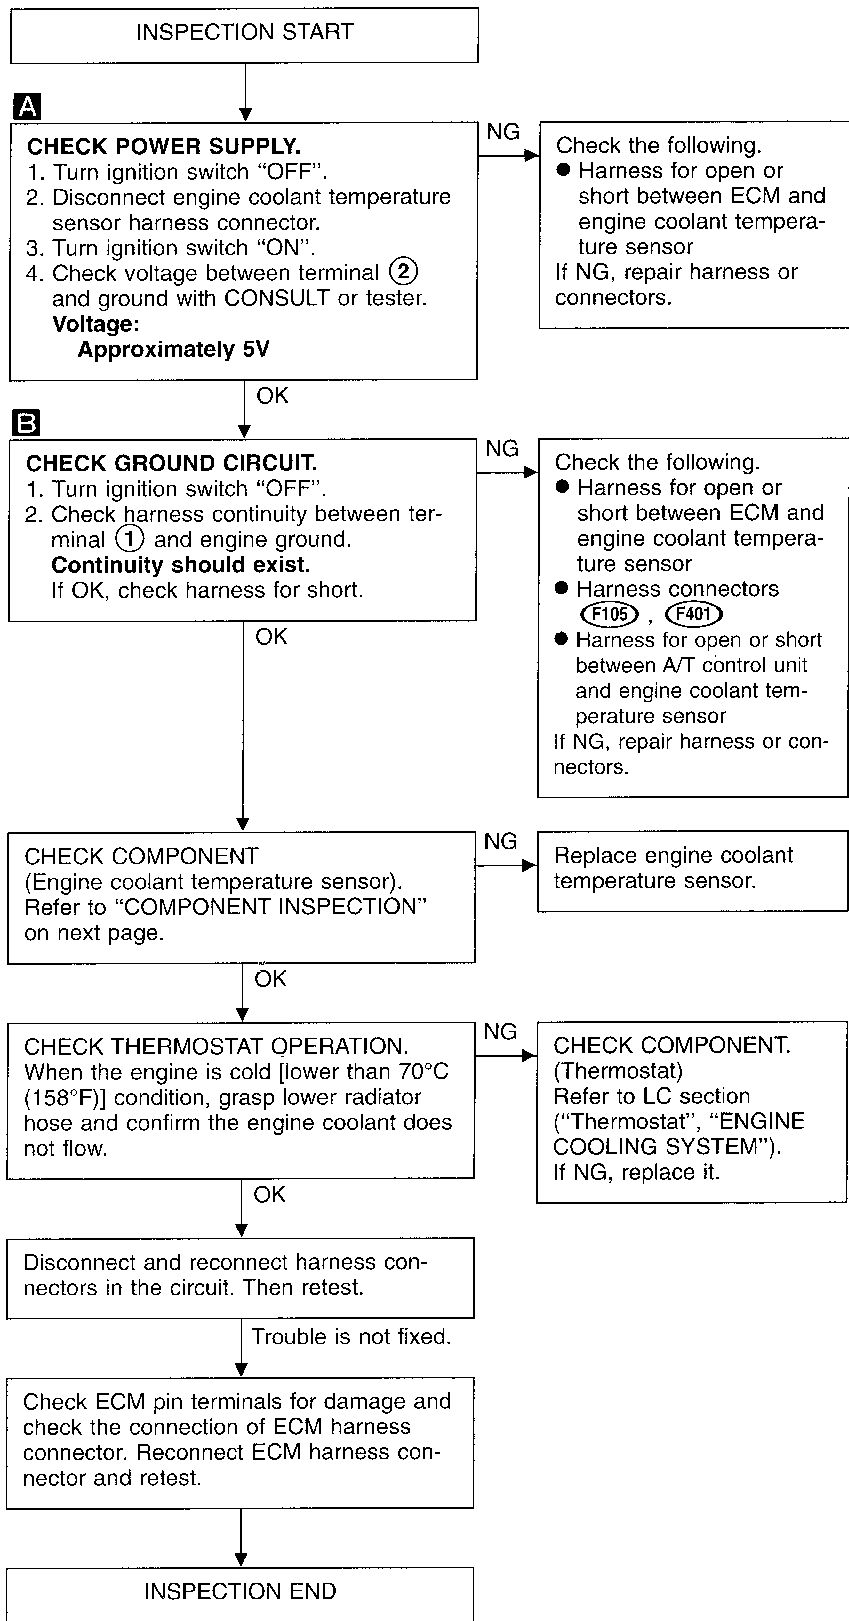 INSPECTION START
A
CHECK POWER SUPPLY.
1. Turn ignition switch “OFF”.
2. Disconnect engine coolant temperature
sensor harness connector.
3. Turn ignition switch “ON”.
4. Check voltage between terminal ②
and ground with CONSULT or tester.
Voltage:
Approximately 5V
NG
Check the following.
● Harness for open or
short between ECM and
engine coolant tempera-
ture sensor
If NG, repair harness or
connectors.
OK
B
CHECK GROUND CIRCUIT.
1. Turn ignition switch “OFF”.
2. Check harness continuity between ter-
minal ① and engine ground.
Continuity should exist.
If OK, check harness for short.
NG
Check the following.
● Harness for open or
short between ECM and
engine coolant tempera-
ture sensor
● Harness connectors
F105 , F401
● Harness for open or short
between A/T control unit
and engine coolant tem-
perature sensor
If NG, repair harness or con-
nectors.
OK
CHECK COMPONENT
(Engine coolant temperature sensor).
Refer to “COMPONENT INSPECTION”
on next page.
NG
Replace engine coolant
temperature sensor.
OK
CHECK THERMOSTAT OPERATION.
When the engine is cold [lower than 70°C
(158°F)] condition, grasp lower radiator
hose and confirm the engine coolant does
not flow.
NG
CHECK COMPONENT.
(Thermostat)
Refer to LC section
(“Thermostat”, “ENGINE
COOLING SYSTEM”).
If NG, replace it.
OK
Disconnect and reconnect harness con-
nectors in the circuit. Then retest.
Trouble is not fixed.
Check ECM pin terminals for damage and
check the connection of ECM harness
connector. Reconnect ECM harness con-
nector and retest.
INSPECTION END